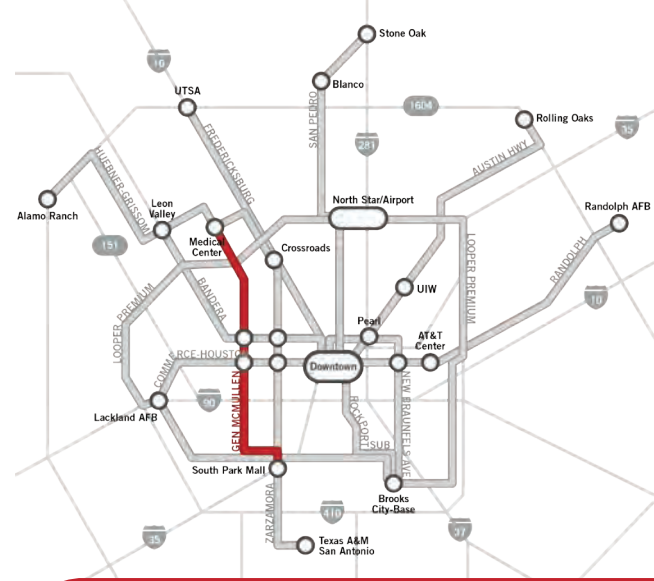 Stone Oak
10
Blanco
UTSA
1604
Rolling Oaks
SAN PEDRO
FREDERICKSBURG
35
281
AUSTIN HWY
HUEBNER-GRISSOM
Leon
Valley
North Star/Airport
Randolph AFB
Alamo Ranch
Medical
Center
151
Crossroads
LOOPER PREMIUM
RANDOLPH
UIW
10
BANDERA
LOOPER PREMIUM
Pearl
AT&T
Center
COMMERCE-HOUSTO
Downtown
GEN MCMULLEN
NEW BRAUNFELS AVE
90
ROCKPORT
Lackland AFB
SUB
South Park Mall
Brooks
City-Base
ZARZAMORA
410
37
35
Texas A&M
San Antonio